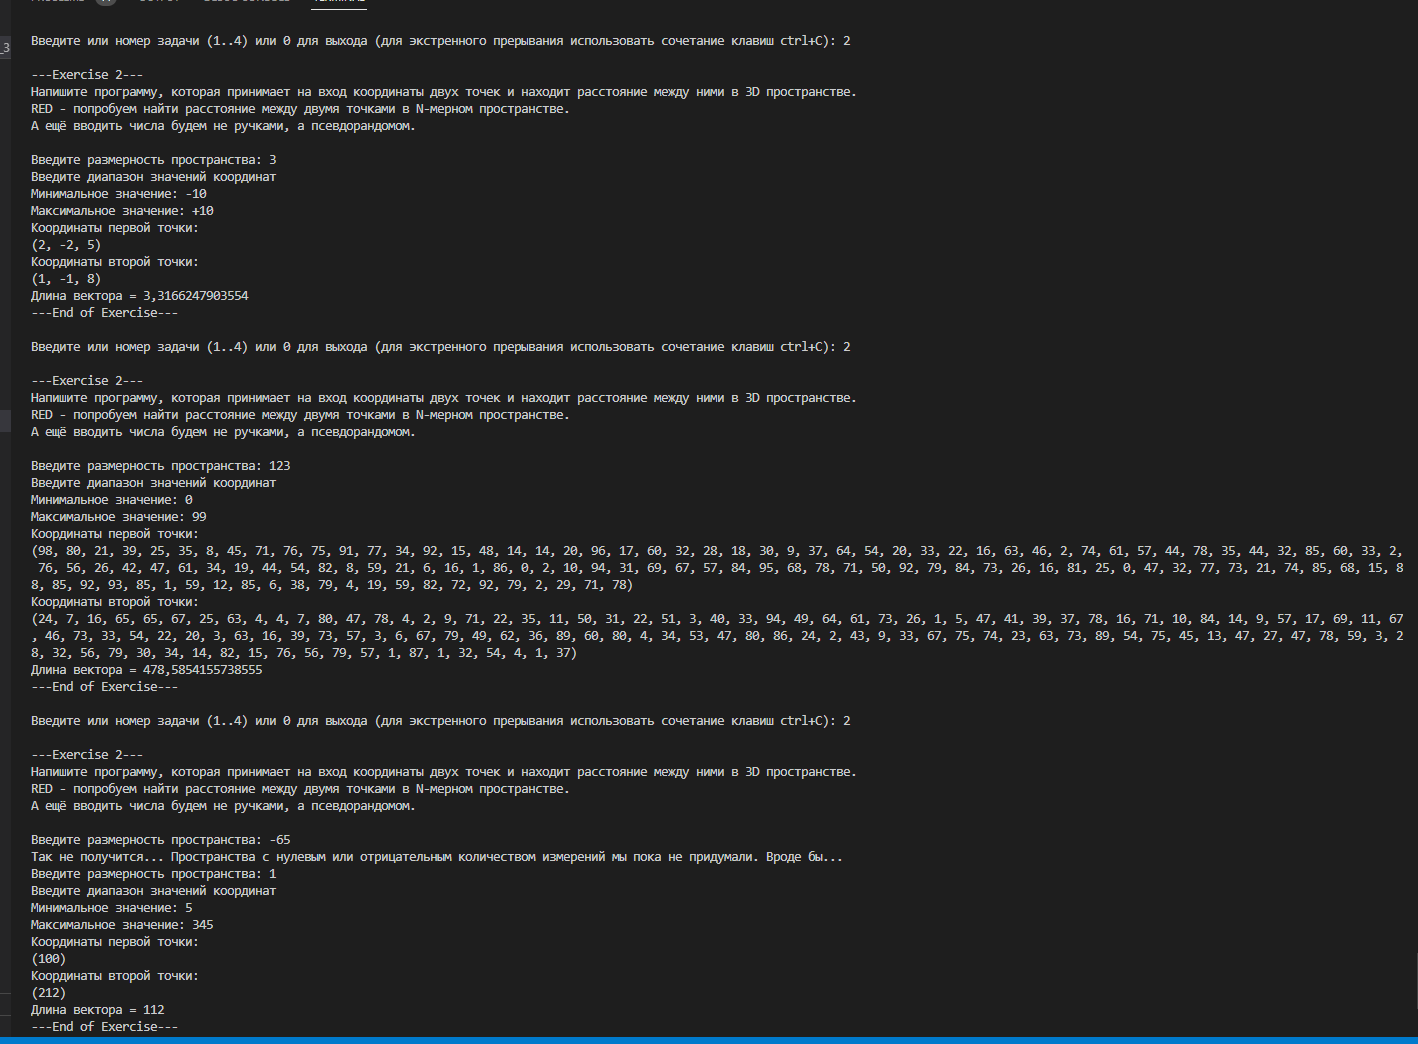 Введите или номер задачи (1..4) или 0 для выхода (для экстренного прерывания использовать сочетание клавиш ctrl+C): 2
_3
---Exercise 2---
Напишите программу, которая принимает на вход координаты двух точек и находит расстояние между ними в 3D пространстве.
RED - попробуем найти расстояние между двумя точками в N-мерном пространстве.
А ещё вводить числа будем не ручками, а псевдорандомом.
Введите размерность пространства: 3
Введите диапазон значений координат
Минимальное значение: -10
Максимальное значение: +10
Координаты первой точки:
(2, -2, 5)
Координаты второй точки:
(1, -1, 8)
Длина вектора = 3,3166247903554
---End of Exercise---
Введите или номер задачи (1..4) или 0 для выхода (для экстренного прерывания использовать сочетание клавиш ctrl+C): 2
---Exercise 2---
Напишите программу, которая принимает на вход координаты двух точек и находит расстояние между ними в 3D пространстве.
RED - попробуем найти расстояние между двумя точками в N-мерном пространстве.
А ещё вводить числа будем не ручками, а псевдорандомом.
Введите размерность пространства: 123
Введите диапазон значений координат
Минимальное значение: 0
Максимальное значение: 99
Координаты первой точки:
(98, 80, 21, 39, 25, 35, 8, 45, 71, 76, 75, 91, 77, 34, 92, 15, 48, 14, 14, 20, 96, 17, 60, 32, 28, 18, 30, 9, 37, 64, 54, 20, 33, 22, 16, 63, 46, 2, 74, 61, 57, 44, 78, 35, 44, 32, 85, 60, 33, 2,
76, 56, 26, 42, 47, 61, 34, 19, 44, 54, 82, 8, 59, 21, 6, 16, 1, 86, 0, 2, 10, 94, 31, 69, 67, 57, 84, 95, 68, 78, 71, 50, 92, 79, 84, 73, 26, 16, 81, 25, 0, 47, 32, 77, 73, 21, 74, 85, 68, 15, 8
8, 85, 92, 93, 85, 1, 59, 12, 85, 6, 38, 79, 4, 19, 59, 82, 72, 92, 79, 2, 29, 71, 78)
Координаты второй точки:
(24, 7, 16, 65, 65, 67, 25, 63, 4, 4, 7, 80, 47, 78, 4, 2, 9, 71, 22, 35, 11, 50, 31, 22, 51, 3, 40, 33, 94, 49, 64, 61, 73, 26, 1, 5, 47, 41, 39, 37, 78, 16, 71, 10, 84, 14, 9, 57, 17, 69, 11, 67
, 46, 73, 33, 54, 22, 20, 3, 63, 16, 39, 73, 57, 3, 6, 67, 79, 49, 62, 36, 89, 60, 80, 4, 34, 53, 47, 80, 86, 24, 2, 43, 9, 33, 67, 75, 74, 23, 63, 73, 89, 54, 75, 45, 13, 47, 27, 47, 78, 59, 3, 2
8, 32, 56, 79, 30, 34, 14, 82, 15, 76, 56, 79, 57, 1, 87, 1, 32, 54, 4, 1, 37)
Длина вектора = 478,5854155738555
---End of Exercise---
Введите или номер задачи (1..4) или 0 для выхода (для экстренного прерывания использовать сочетание клавиш ctrl+C): 2
---Exercise 2---
Напишите программу, которая принимает на вход координаты двух точек и находит расстояние между ними в 3D пространстве.
RED - попробуем найти расстояние между двумя точками в N-мерном пространстве.
А ещё вводить числа будем не ручками, а псевдорандомом.
Введите размерность пространства: -65
Так не получится... Пространства с нулевым или отрицательным количеством измерений мы пока не придумали. Вроде бы...
Введите размерность пространства: 1
Введите диапазон значений координат
Минимальное значение: 5
Максимальное значение: 345
Координаты первой точки:
(100)
Координаты второй точки:
(212)
Длина вектора = 112
---End of Exercise---